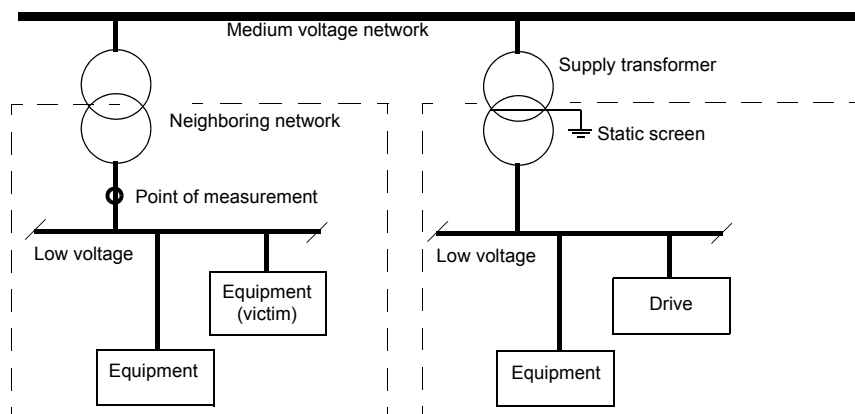 Medium voltage network
Supply transformer
Neighboring network
Static screen
Point of measurement
Low voltage
Low voltage
Equipment
(victim)
Drive
Equipment
Equipment